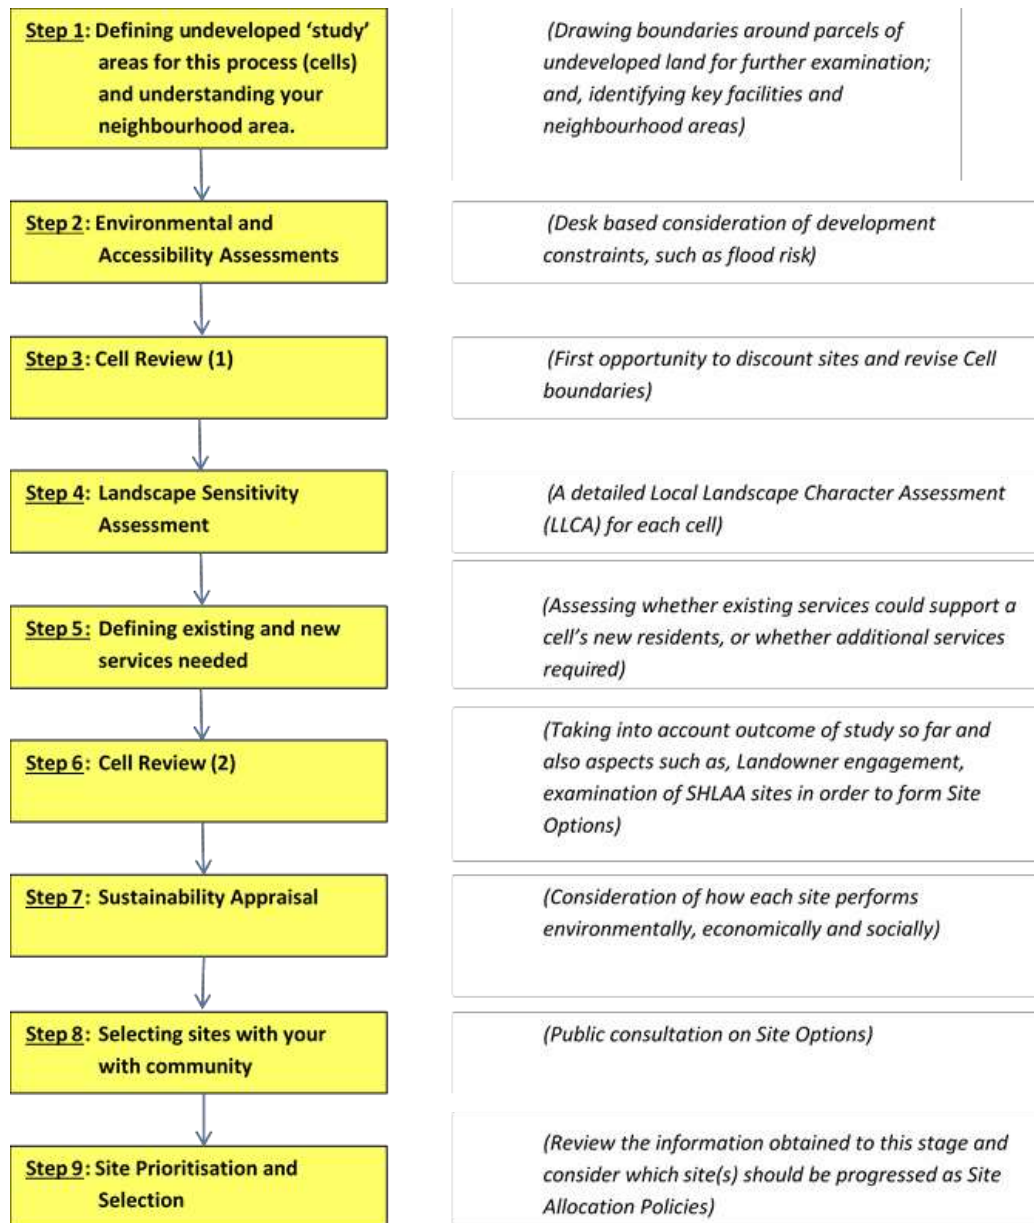 Step 1: Defining undeveloped ‘study’
areas for this process (cells)
and understanding your
neighbourhood area.
(Drawing boundaries around parcels of
undeveloped land for further examination;
and, identifying key facilities and
neighbourhood areas)
Step 2: Environmental and
Accessibility Assessments
(Desk based consideration of development
constraints, such as flood risk)
Step 3: Cell Review (1)
(First opportunity to discount sites and revise Cell
boundaries)
Step 4: Landscape Sensitivity
Assessment
(A detailed Local Landscape Character Assessment
(LLCA) for each cell)
Step 5: Defining existing and new
services needed
(Assessing whether existing services could support a
cell’s new residents, or whether additional services
required)
Step 6: Cell Review (2)
(Taking into account outcome of study so far and
also aspects such as, Landowner engagement,
examination of SHLAA sites in order to form Site
Options)
Step 7: Sustainability Appraisal
(Consideration of how each site performs
environmentally, economically and socially)
Step 8: Selecting sites with your
with community
(Public consultation on Site Options)
Step 9: Site Prioritisation and
Selection
(Review the information obtained to this stage and
consider which site(s) should be progressed as Site
Allocation Policies)